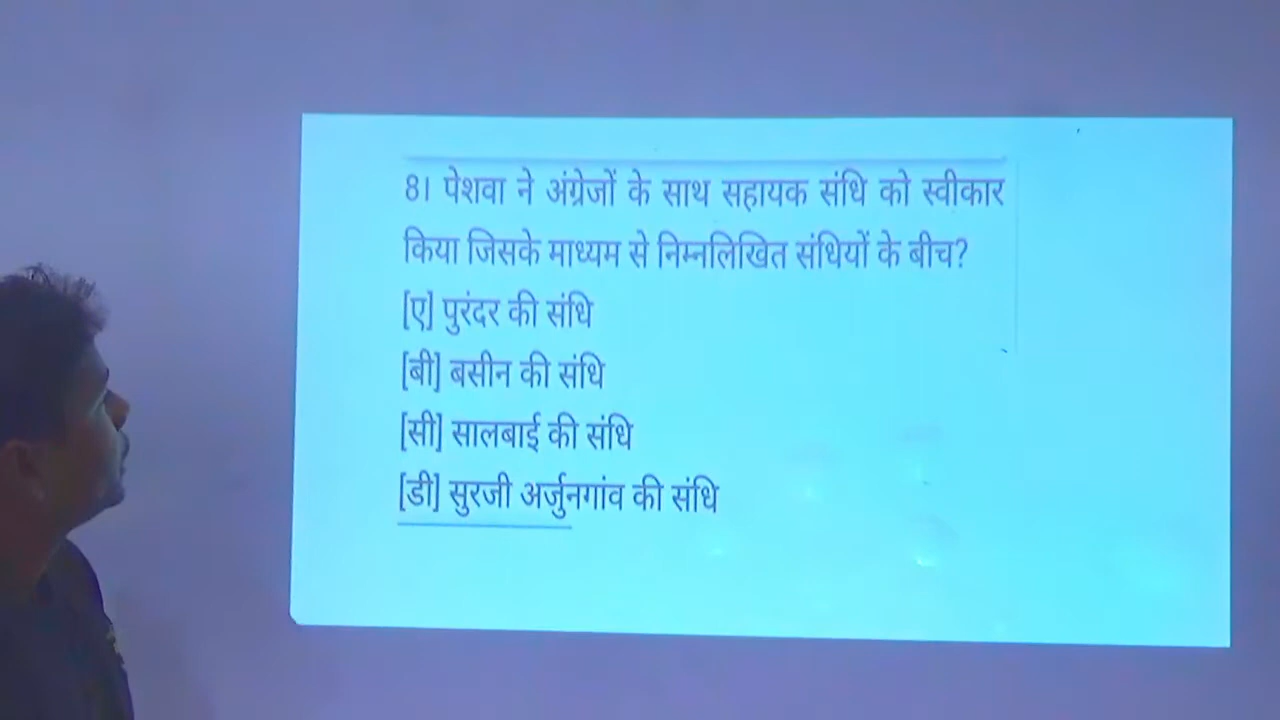 8। पेशवा ने अंग्रेजों के साथ सहायक संधि को स्वीकार
किया जिसके माध्यम से निम्नलिखित संधियों के बीच?
[ए] पुरंदर की संधि
[बी] बसीन की संधि
[सी] सालबाई की संधि
[डी] सुरजी अर्जुनगांव की संधि